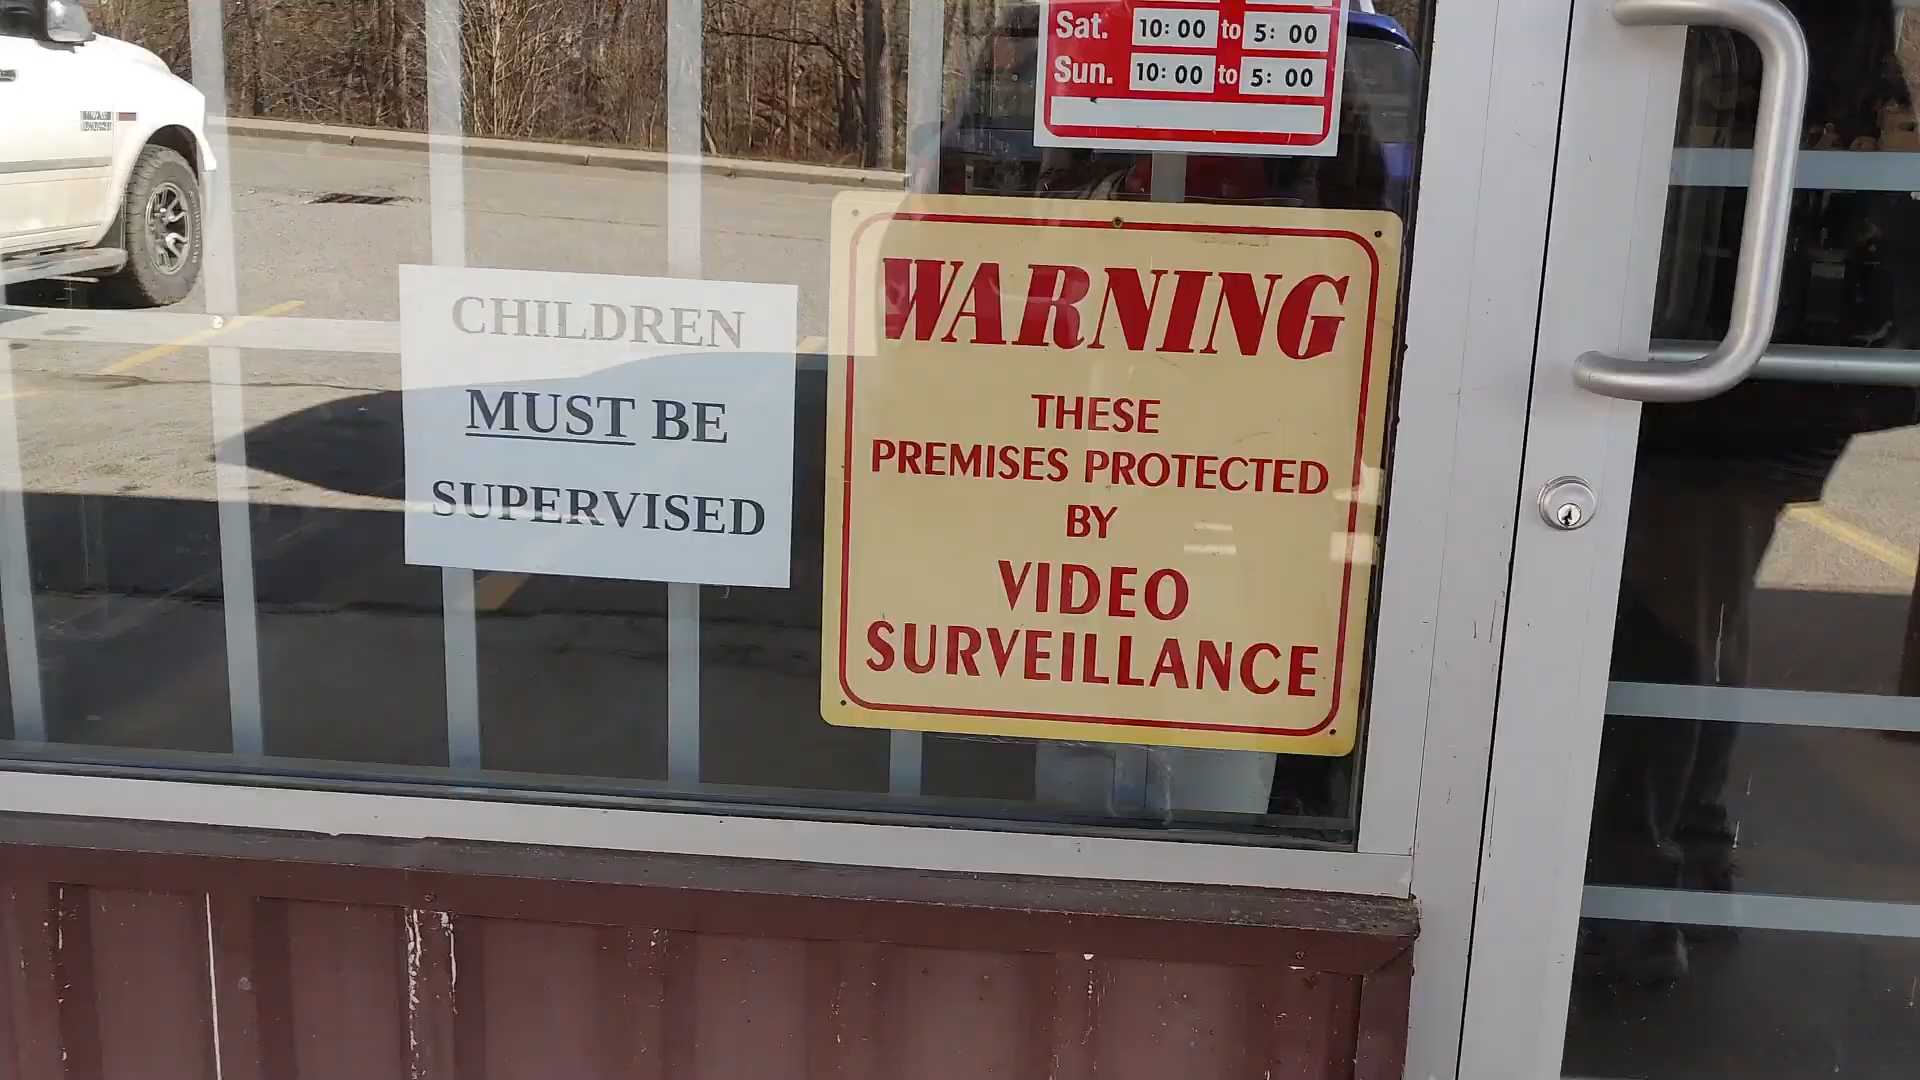 Sat. 10:00 to 5:00
Sun. 10:00 to 5:00
CHILDREN
MUST BE
SUPERVISED
WARNING
THESE
PREMISES PROTECTED
BY
VIDEO
SURVEILLANCE